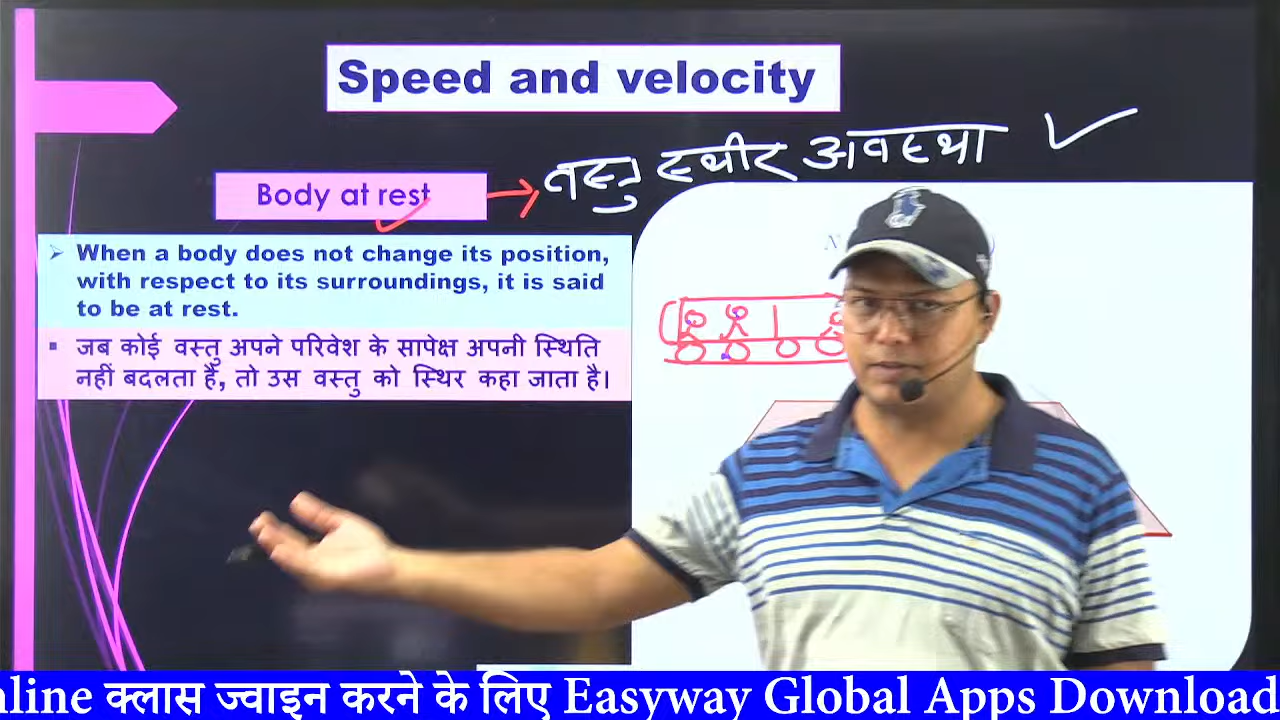 Speed and velocity
वस्तु स्थीर अवस्था
Body at rest
When a body does not change its position,
with respect to its surroundings, it is said
to be at rest.
जब कोई वस्तु अपने परिवेश के सापेक्ष अपनी स्थिति
नहीं बदलता है, तो उस वस्तु को स्थिर कहा जाता है।
nline क्लास ज्वाइन करने के लिए Easyway Global Apps Download